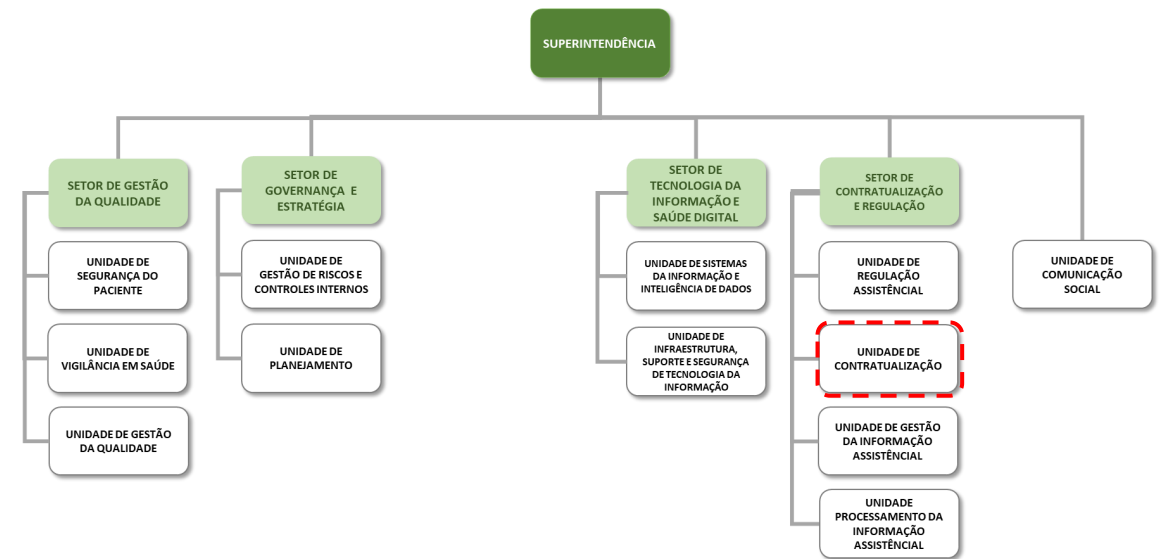 SUPERINTENDÊNCIA
SETOR DE GESTÃO
DA QUALIDADE
UNIDADE DE
SEGURANÇA DO
PACIENTE
UNIDADE DE
VIGILÂNCIA EM SAÚDE
UNIDADE DE GESTÃO
DA QUALIDADE
SETOR DE
GOVERNANÇA E
ESTRATÉGIA
UNIDADE DE
GESTÃO DE RISCOS E
CONTROLES INTERNOS
UNIDADE DE
PLANEJAMENTO
SETOR DE
TECNOLOGIA DA
INFORMAÇÃO E
SAÚDE DIGITAL
UNIDADE DE SISTEMAS
DA INFORMAÇÃO E
INTELIGÊNCIA DE DADOS
UNIDADE DE
INFRAESTRUTURA,
SUPORTE E SEGURANÇA
DE TECNOLOGIA DA
INFORMAÇÃO
SETOR DE
CONTRATUALIZAÇÃO
E REGULAÇÃO
UNIDADE DE
REGULAÇÃO
ASSISTÊNCIAL
UNIDADE DE
CONTRATUALIZAÇÃO
UNIDADE DE GESTÃO
DA INFORMAÇÃO
ASSISTÊNCIAL
UNIDADE
PROCESSAMENTO DA
INFORMAÇÃO
ASSISTÊNCIAL
UNIDADE DE
COMUNICAÇÃO
SOCIAL